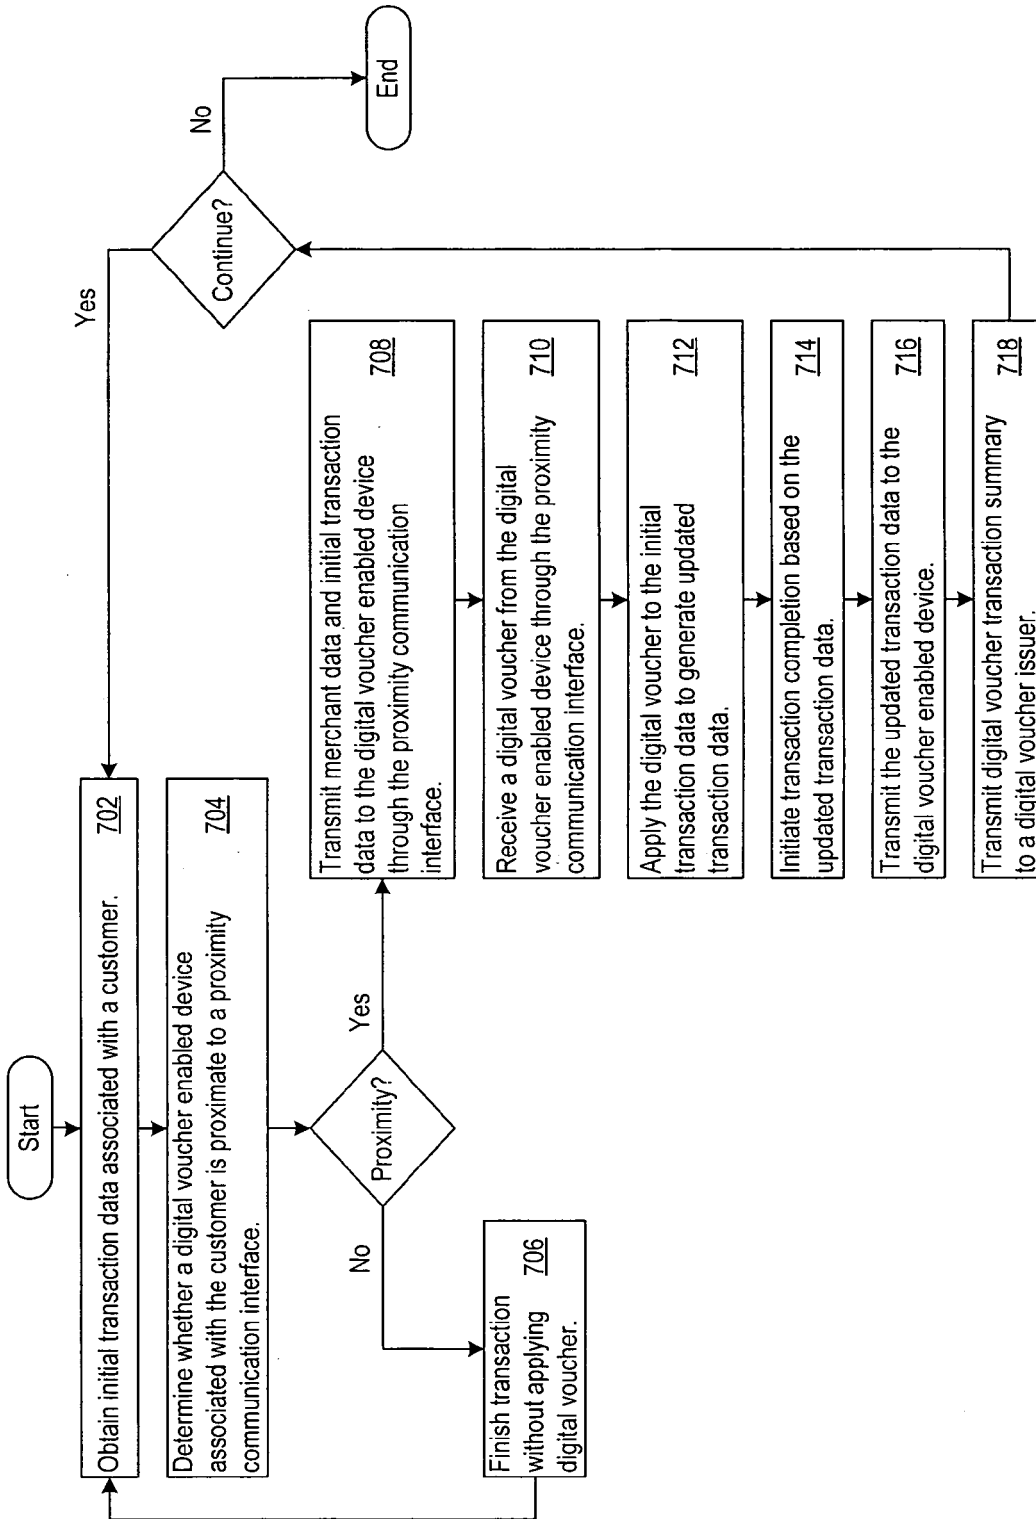 Start
Obtain initial transaction data associated with a customer. 702
Determine whether a digital voucher enabled device
associated with the customer is proximate to a proximity
communication interface.
704
Proximity?
No
Yes
Finish transaction
without applying
digital voucher.
706
Transmit merchant data and initial transaction
data to the digital voucher enabled device
through the proximity communication
interface.
708
Receive a digital voucher from the digital
voucher enabled device through the proximity
communication interface.
710
Apply the digital voucher to the initial
transaction data to generate updated
transaction data.
712
Initiate transaction completion based on the
updated transaction data.
714
Transmit the updated transaction data to the
digital voucher enabled device.
716
Transmit digital voucher transaction summary
to a digital voucher issuer.
718
Continue?
Yes
No
End